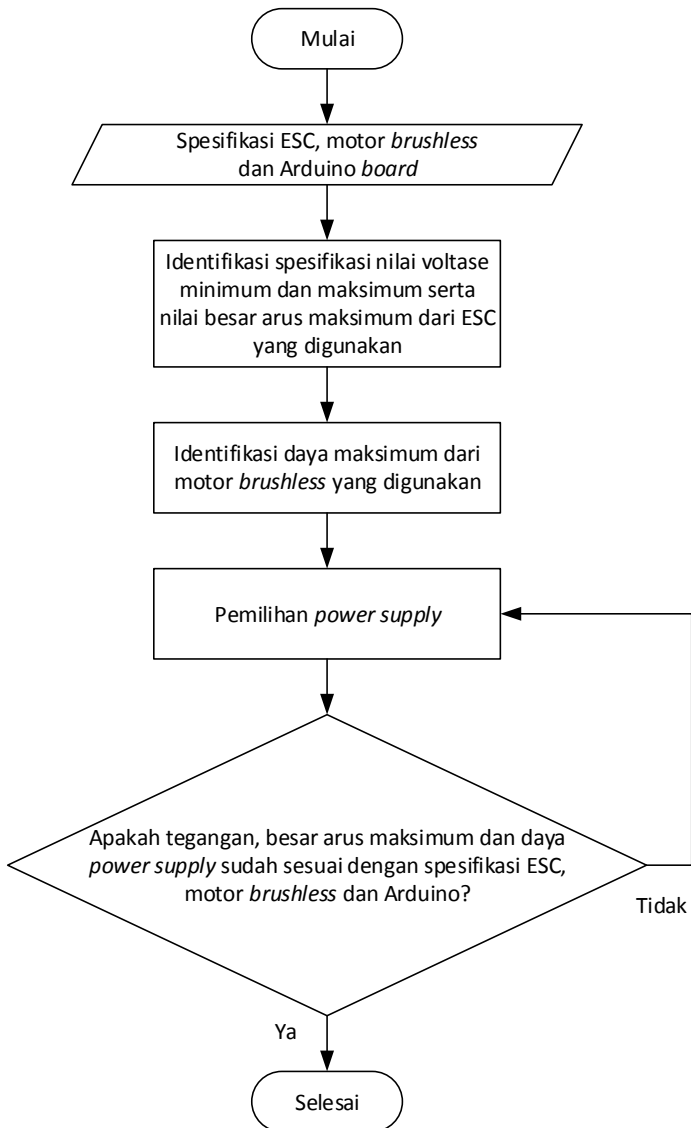 Mulai
Spesifikasi ESC, motor brushless
dan Arduino board
Identifikasi spesifikasi nilai voltase
minimum dan maksimum serta
nilai besar arus maksimum dari ESC
yang digunakan
Identifikasi daya maksimum dari
motor brushless yang digunakan
Pemilihan power supply
Apakah tegangan, besar arus maksimum dan daya
power supply sudah sesuai dengan spesifikasi ESC,
motor brushless dan Arduino?
Tidak
Ya
Selesai